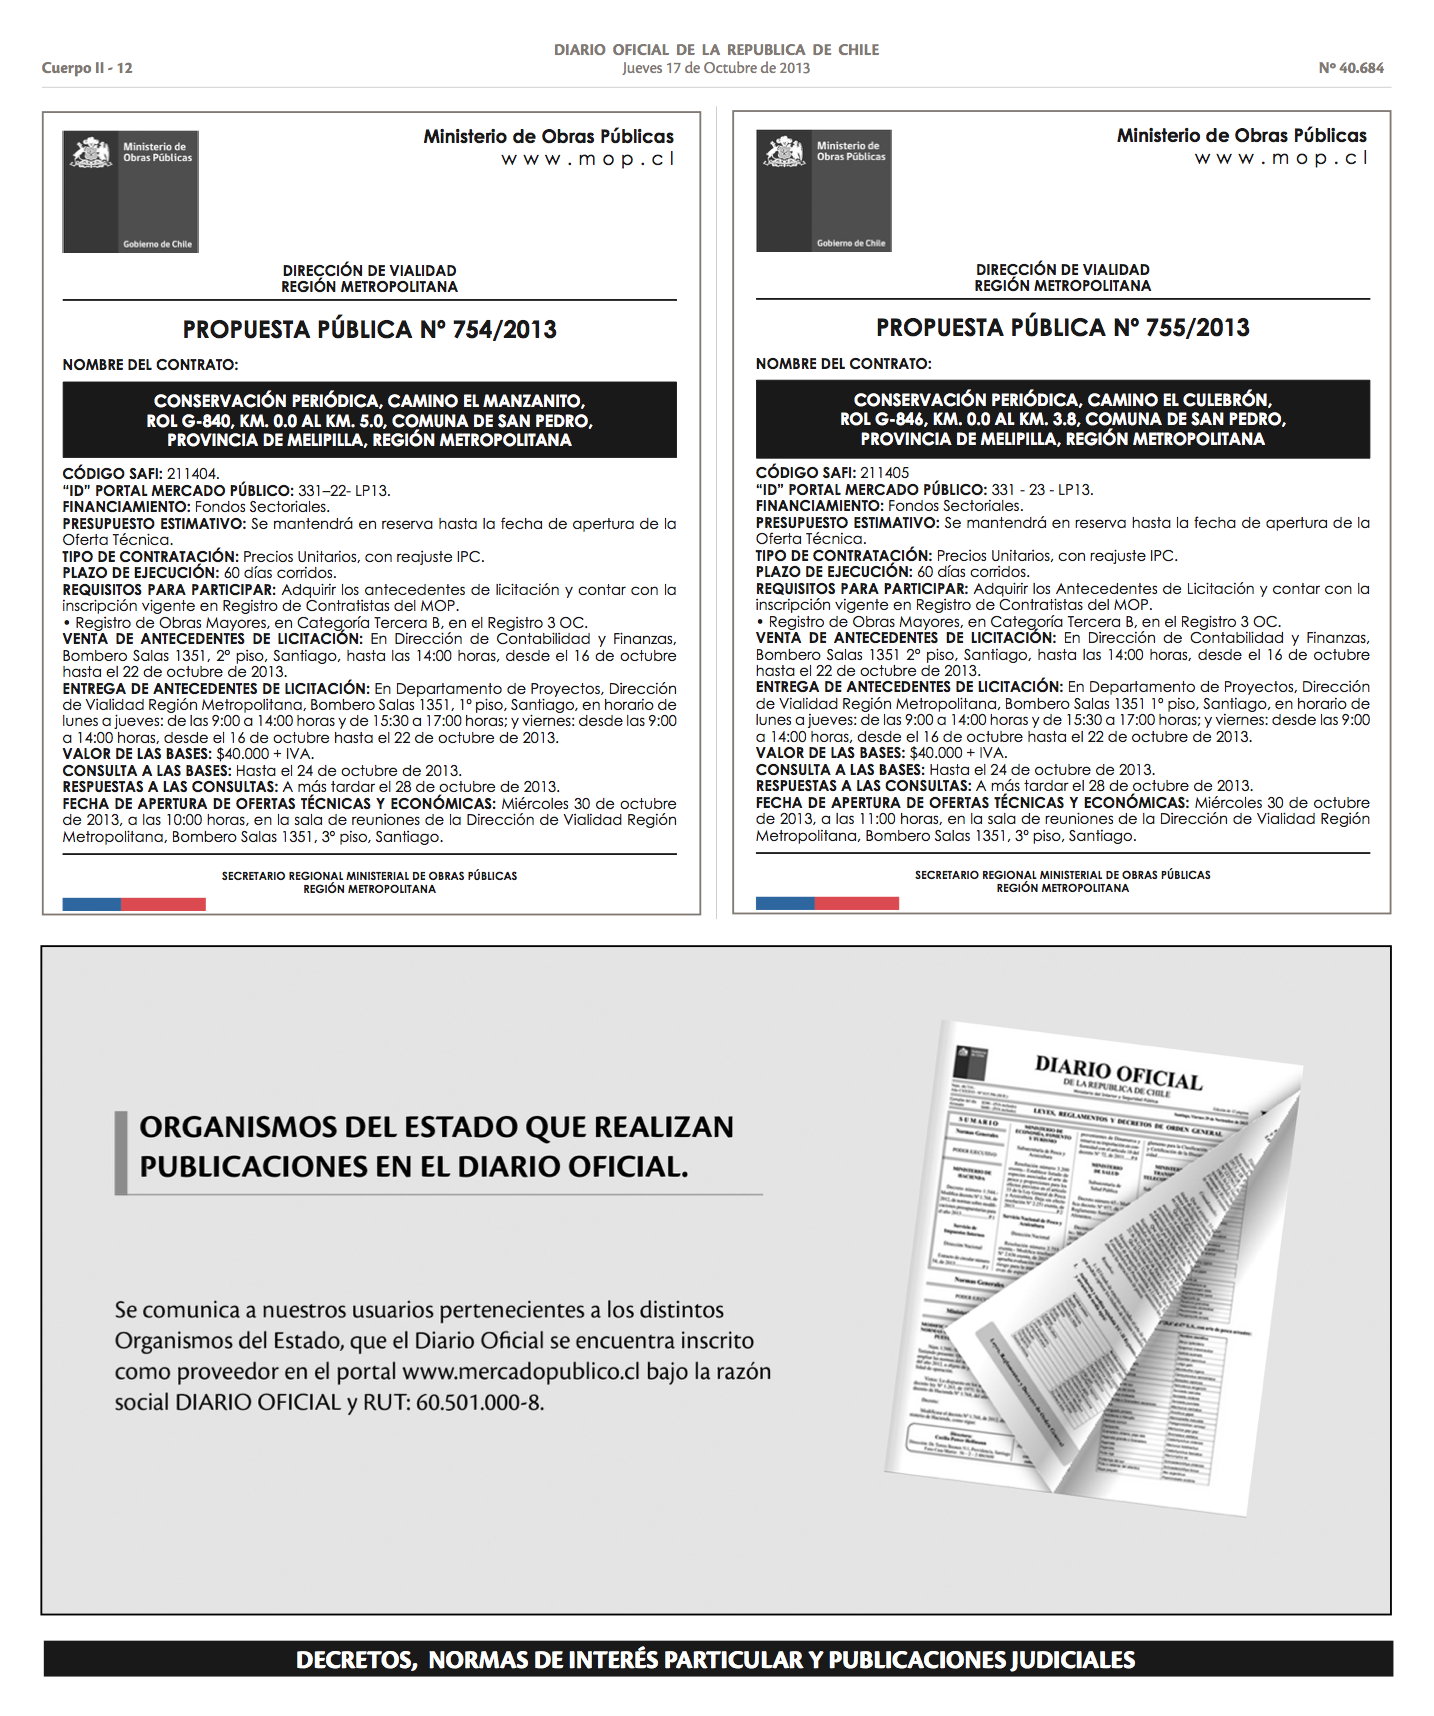 DIARIO OFICIAL DE LA REPUBLICA DE CHILE
Cuerpo II - 12
Jueves 17 de Octubre de 2013
Nº 40.684
Ministerio de
Obras Públicas
Gobierno de Chile
Ministerio de Obras Públicas
www.mop.cl
DIRECCIÓN DE VIALIDAD
REGIÓN METROPOLITANA
PROPUESTA PÚBLICA Nº 754/2013
NOMBRE DEL CONTRATO:
CONSERVACIÓN PERIÓDICA, CAMINO EL MANZANITO,
ROL G-840, KM. 0.0 AL KM. 5.0, COMUNA DE SAN PEDRO,
PROVINCIA DE MELIPILLA, REGIÓN METROPOLITANA
CÓDIGO SAFI: 211404.
“ID” PORTAL MERCADO PÚBLICO: 331–22- LP13.
FINANCIAMIENTO: Fondos Sectoriales.
PRESUPUESTO ESTIMATIVO: Se mantendrá en reserva hasta la fecha de apertura de la
Oferta Técnica.
TIPO DE CONTRATACIÓN: Precios Unitarios, con reajuste IPC.
PLAZO DE EJECUCIÓN: 60 días corridos.
REQUISITOS PARA PARTICIPAR: Adquirir los antecedentes de licitación y contar con la
inscripción vigente en Registro de Contratistas del MOP.
• Registro de Obras Mayores, en Categoría Tercera B, en el Registro 3 OC.
VENTA DE ANTECEDENTES DE LICITACIÓN: En Dirección de Contabilidad y Finanzas,
Bombero Salas 1351, 2º piso, Santiago, hasta las 14:00 horas, desde el 16 de octubre
hasta el 22 de octubre de 2013.
ENTREGA DE ANTECEDENTES DE LICITACIÓN: En Departamento de Proyectos, Dirección
de Vialidad Región Metropolitana, Bombero Salas 1351, 1º piso, Santiago, en horario de
lunes a jueves: de las 9:00 a 14:00 horas y de 15:30 a 17:00 horas; y viernes: desde las 9:00
a 14:00 horas, desde el 16 de octubre hasta el 22 de octubre de 2013.
VALOR DE LAS BASES: $40.000 + IVA.
CONSULTA A LAS BASES: Hasta el 24 de octubre de 2013.
RESPUESTAS A LAS CONSULTAS: A más tardar el 28 de octubre de 2013.
FECHA DE APERTURA DE OFERTAS TÉCNICAS Y ECONÓMICAS: Miércoles 30 de octubre
de 2013, a las 10:00 horas, en la sala de reuniones de la Dirección de Vialidad Región
Metropolitana, Bombero Salas 1351, 3º piso, Santiago.
SECRETARIO REGIONAL MINISTERIAL DE OBRAS PÚBLICAS
REGIÓN METROPOLITANA
Ministerio de
Obras Públicas
Gobierno de Chile
Ministerio de Obras Públicas
www.mop.cl
DIRECCIÓN DE VIALIDAD
REGIÓN METROPOLITANA
PROPUESTA PÚBLICA Nº 755/2013
NOMBRE DEL CONTRATO:
CONSERVACIÓN PERIÓDICA, CAMINO EL CULEBRÓN,
ROL G-846, KM. 0.0 AL KM. 3.8, COMUNA DE SAN PEDRO,
PROVINCIA DE MELIPILLA, REGIÓN METROPOLITANA
CÓDIGO SAFI: 211405
“ID” PORTAL MERCADO PÚBLICO: 331 - 23 - LP13.
FINANCIAMIENTO: Fondos Sectoriales.
PRESUPUESTO ESTIMATIVO: Se mantendrá en reserva hasta la fecha de apertura de la
Oferta Técnica.
TIPO DE CONTRATACIÓN: Precios Unitarios, con reajuste IPC.
PLAZO DE EJECUCIÓN: 60 días corridos.
REQUISITOS PARA PARTICIPAR: Adquirir los Antecedentes de Licitación y contar con la
inscripción vigente en Registro de Contratistas del MOP.
• Registro de Obras Mayores, en Categoría Tercera B, en el Registro 3 OC.
VENTA DE ANTECEDENTES DE LICITACIÓN: En Dirección de Contabilidad y Finanzas,
Bombero Salas 1351 2º piso, Santiago, hasta las 14:00 horas, desde el 16 de octubre
hasta el 22 de octubre de 2013.
ENTREGA DE ANTECEDENTES DE LICITACIÓN: En Departamento de Proyectos, Dirección
de Vialidad Región Metropolitana, Bombero Salas 1351 1º piso, Santiago, en horario de
lunes a jueves: de las 9:00 a 14:00 horas y de 15:30 a 17:00 horas; y viernes: desde las 9:00
a 14:00 horas, desde el 16 de octubre hasta el 22 de octubre de 2013.
VALOR DE LAS BASES: $40.000 + IVA.
CONSULTA A LAS BASES: Hasta el 24 de octubre de 2013.
RESPUESTAS A LAS CONSULTAS: A más tardar el 28 de octubre de 2013.
FECHA DE APERTURA DE OFERTAS TÉCNICAS Y ECONÓMICAS: Miércoles 30 de octubre
de 2013, a las 11:00 horas, en la sala de reuniones de la Dirección de Vialidad Región
Metropolitana, Bombero Salas 1351, 3º piso, Santiago.
SECRETARIO REGIONAL MINISTERIAL DE OBRAS PÚBLICAS
REGIÓN METROPOLITANA
ORGANISMOS DEL ESTADO QUE REALIZAN
PUBLICACIONES EN EL DIARIO OFICIAL.
Se comunica a nuestros usuarios pertenecientes a los distintos
Organismos del Estado, que el Diario Oficial se encuentra inscrito
como proveedor en el portal www.mercadopublico.cl bajo la razón
social DIARIO OFICIAL y RUT: 60.501.000-8.
DIARIO OFICIAL
DE LA REPUBLICA DE CHILE
LEYES, REGLAMENTOS Y DECRETOS DE ORDEN GENERAL
SUMARIO
Normas Generales
PODER EJECUTIVO
DECRETOS, NORMAS DE INTERÉS PARTICULAR Y PUBLICACIONES JUDICIALES